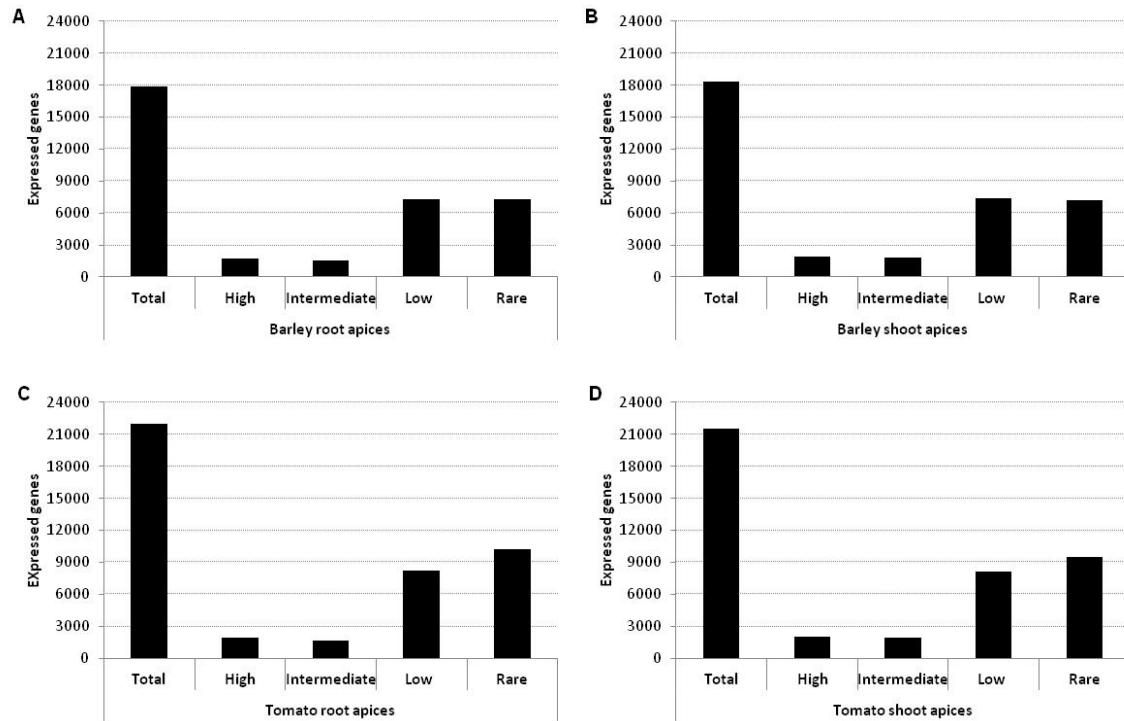 A
24000
21000
18000
15000
12000
9000
6000
3000
0
Expressed genes
Total High Intermediate Low Rare
Barley root apices
B
24000
21000
18000
15000
12000
9000
6000
3000
0
Expressed genes
Total High Intermediate Low Rare
Barley shoot apices
C
24000
21000
18000
15000
12000
9000
6000
3000
0
EXpressed genes
Total High Intermediate Low Rare
Tomato root apices
D
24000
21000
18000
15000
12000
9000
6000
3000
0
Expressed genes
Total High Intermediate Low Rare
Tomato shoot apices